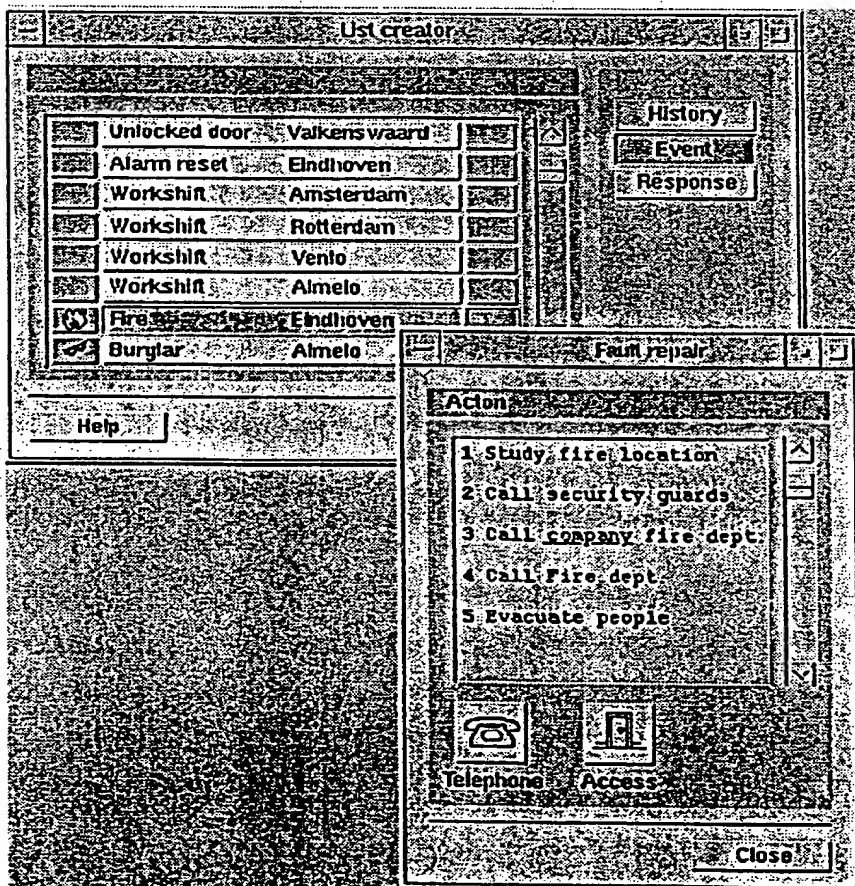 List creator
Unlocked door Valkenswaard
Alarm reset Eindhoven
Workshift Amsterdam
Workshift Rotterdam
Workshift Venlo
Workshift Almelo
Fire Eindhoven
Burglar Almelo
History
Event
Response
Help
Fault repair
Acton
1 Study fire location
2 Call security guards
3 Call company fire dept.
4 Call Fire dept.
5 Evacuate people
Telephone Access
Close